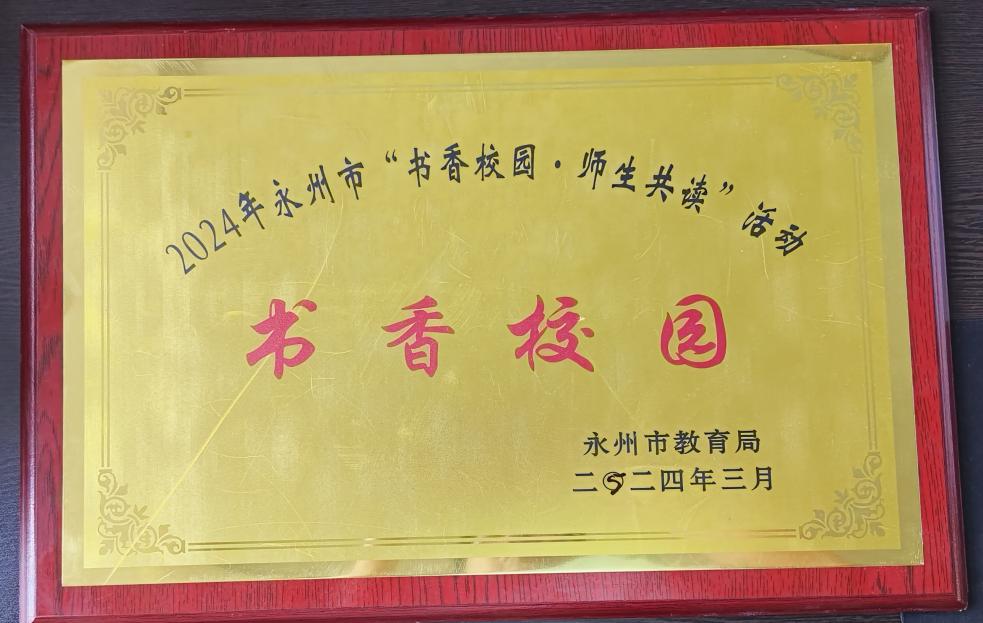 2024年永州市“书香校园·师生共读”活动
书香校园
永州市教育局
二〇二四年三月